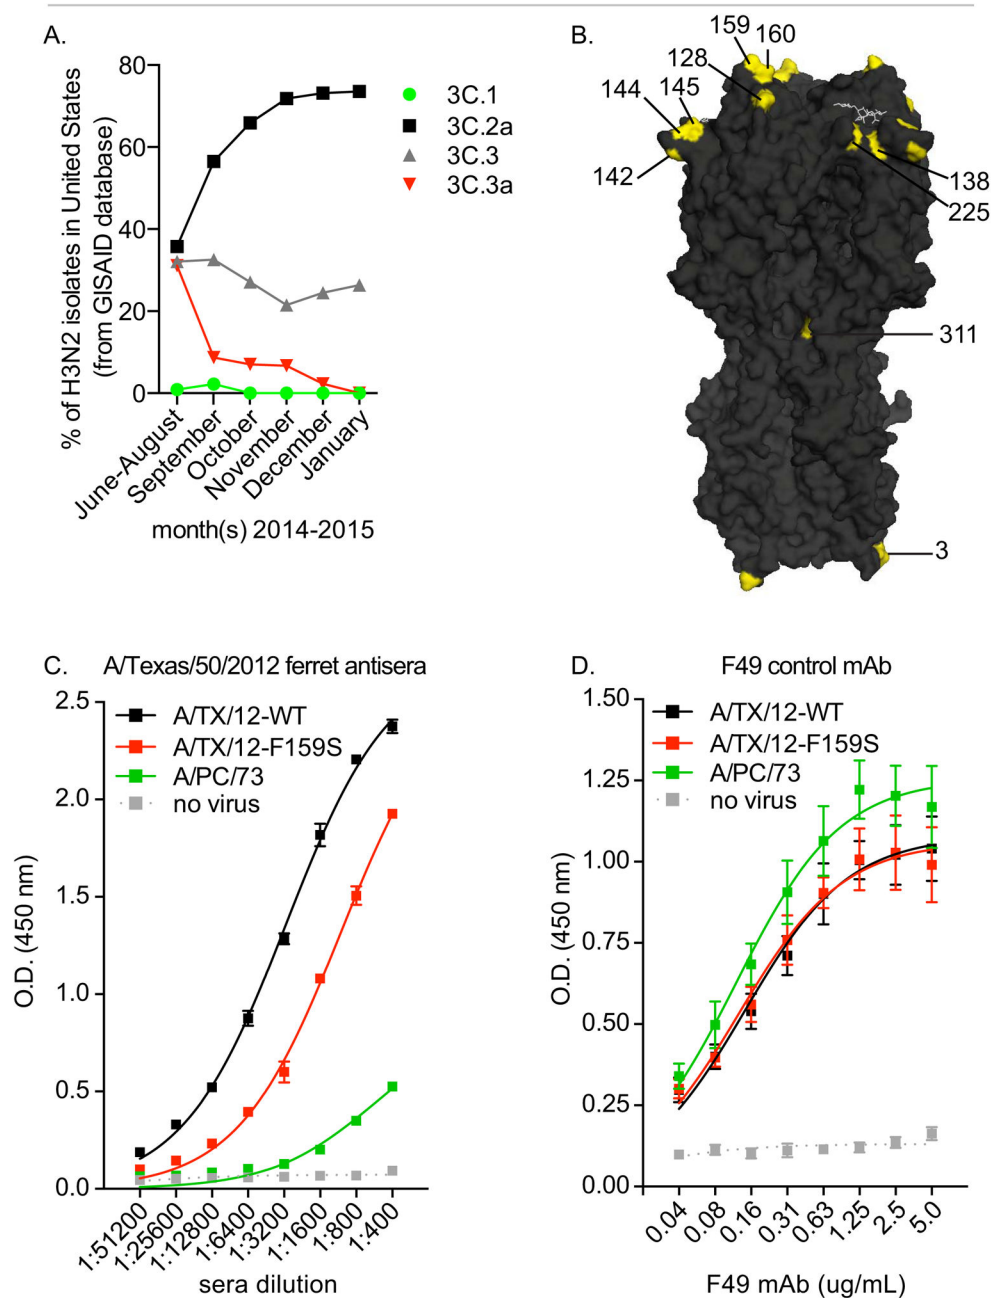 A.
80
60
40
20
0
% of H3N2 isolates in United States
(from GISAID database)
June-August
September
October
November
December
January
month(s) 2014-2015
3C.1
3C.2a
3C.3
3C.3a
B.
159
160
128
144
145
142
138
225
311
3
C.
A/Texas/50/2012 ferret antisera
A/TX/12-WT
A/TX/12-F159S
A/PC/73
no virus
2.5
2.0
1.5
1.0
0.5
0.0
O.D. (450 nm)
1:51200
1:25600
1:12800
1:6400
1:3200
1:1600
1:800
1:400
sera dilution
D.
F49 control mAb
A/TX/12-WT
A/TX/12-F159S
A/PC/73
no virus
1.50
1.25
1.00
0.75
0.50
0.25
0.00
O.D. (450 nm)
0.04
0.08
0.16
0.31
0.63
1.25
2.5
5.0
F49 mAb (ug/mL)